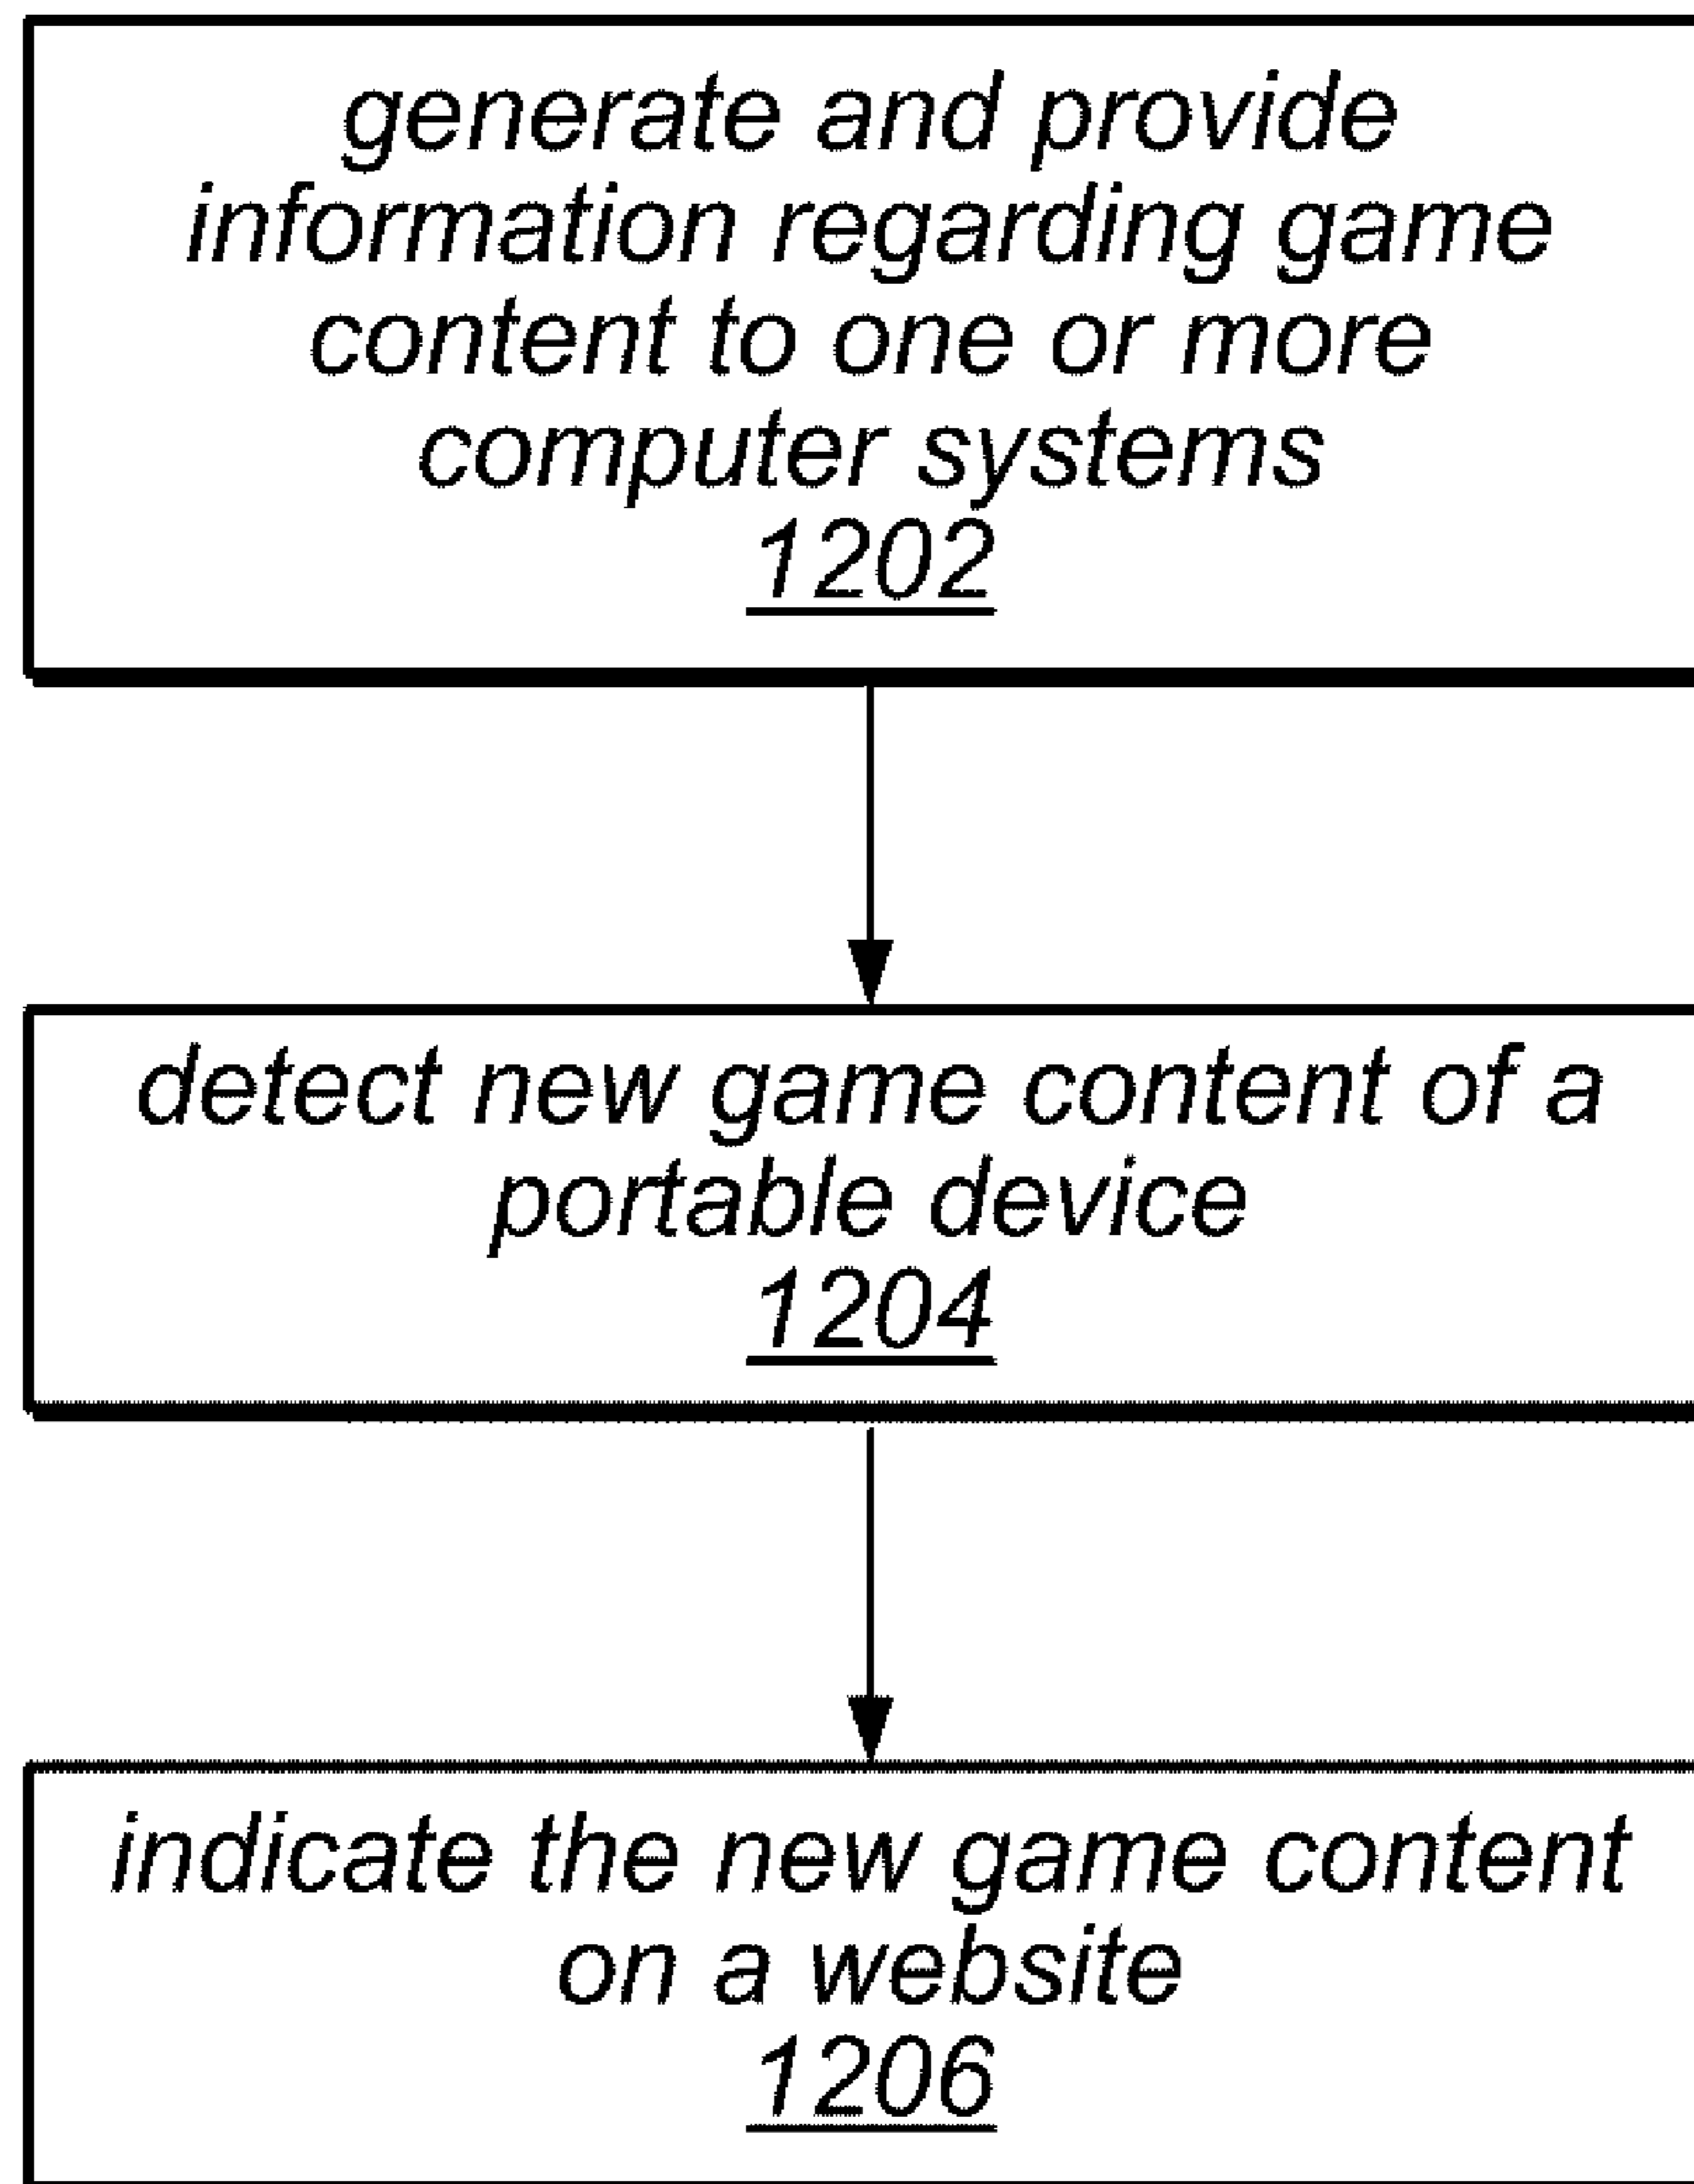 generate and provide
information regarding game
content to one or more
computer systems
1202
detect new game content of a
portable device
1204
indicate the new game content
on a website
1206